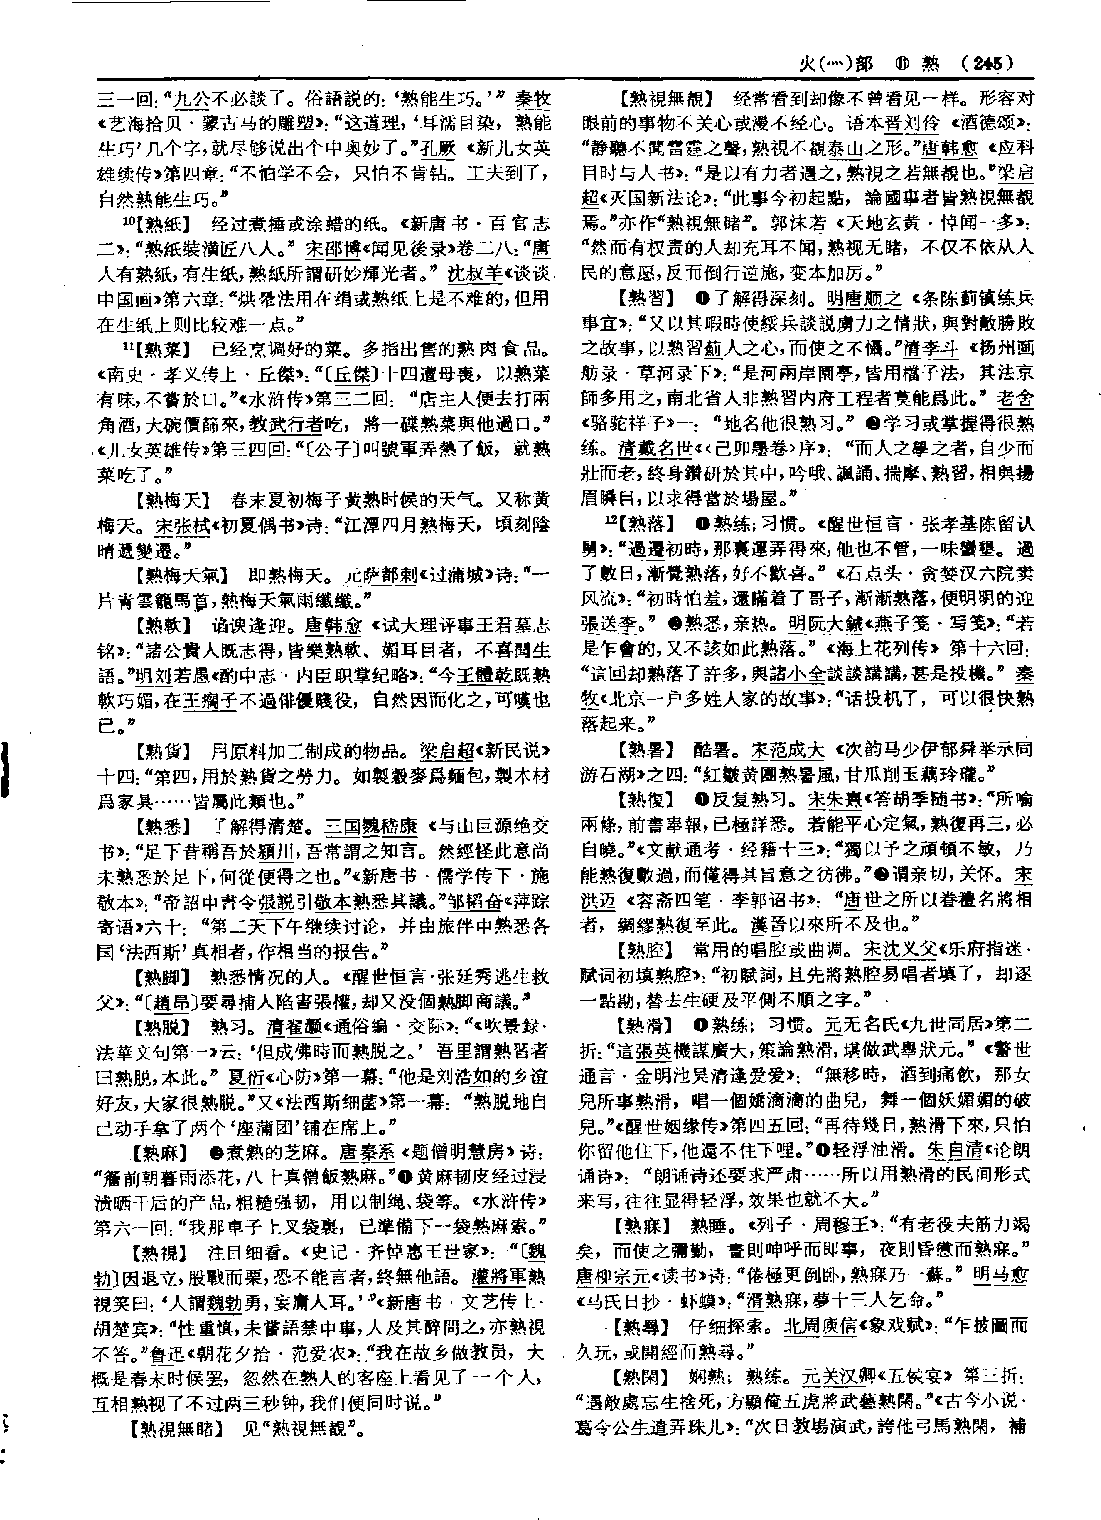 火(灬)部 ⑪ 熟 (245)
三一回：“九公不必談了。俗語説的：‘熟能生巧。’” 秦牧
《艺海拾贝·蒙古马的雕塑》：“这道理，‘耳濡目染，熟能
生巧’几个字，就尽够说出个中奥妙了。”孔厥《新儿女英
雄续传》第四章：“不怕学不会，只怕不肯钻。工夫到了，
自然熟能生巧。”
10【熟紙】 经过煮捶或涂蜡的纸。《新唐书·百官志
二》：“熟紙裝潢匠八人。” 宋邵博《闻见後录》卷二八：“唐
人有熟紙，有生紙，熟紙所謂研妙輝光者。” 沈叔羊《谈谈
中国画》第六章：“烘晕法用在绢或熟纸上是不难的，但用
在生纸上则比较难一点。”
11【熟菜】 已经烹调好的菜。多指出售的熟肉食品。
《南史·孝义传上·丘傑》：“〔丘傑〕十四遭母喪，以熟菜
有味，不嘗於口。”《水浒传》第三二回：“店主人便去打兩
角酒，大碗價篩來，教武行者吃，將一碟熟菜與他過口。”
《儿女英雄传》第三四回：“〔公子〕叫號軍弄熟了飯，就熟
菜吃了。”
【熟梅天】 春末夏初梅子黄熟时候的天气。又称黄
梅天。宋张栻《初夏偶书》诗：“江潭四月熟梅天，頃刻陰
晴遞變遷。”
【熟梅天氣】 即熟梅天。元萨都剌《过浦城》诗：“一
片青雲籠馬首，熟梅天氣雨纖纖。”
【熟軟】 谄谀逢迎。唐韩愈《试大理评事王君墓志
铭》：“諸公貴人既志得，皆樂熟軟、媚耳目者，不喜聞生
語。”明刘若愚《酌中志·内臣职掌纪略》：“今王體乾既熟
軟巧媚，在王瘸子不過俳優賤役，自然因而化之，可嘆也
已。”
【熟貨】 用原料加工制成的物品。梁启超《新民说》
十四：“第四，用於熟貨之勞力。如製穀麥爲麵包，製木材
爲家具……皆屬此類也。”
【熟悉】 了解得清楚。三国魏嵇康《与山巨源绝交
书》：“足下昔稱吾於潁川，吾常謂之知言。然經怪此意尚
未熟悉於足下，何從便得之也。”《新唐书·儒学传下·施
敬本》：“帝詔中書令張説引敬本熟悉其議。”邹韬奋《萍踪
寄语》六十：“第二天下午继续讨论，并由旅伴中熟悉各
国‘法西斯’真相者，作相当的报告。”
【熟脚】 熟悉情况的人。《醒世恒言·张廷秀逃生救
父》：“〔趙昂〕要尋捕人陷害張權，却又没個熟脚商議。”
【熟脱】 熟习。清翟灏《通俗编·交际》：“《吹景録·
法華文句第一》云：‘但成佛時而熟脱之。’吾里謂熟習者
曰熟脱，本此。” 夏衍《心防》第一幕：“他是刘浩如的乡谊
好友，大家很熟脱。”又《法西斯细菌》第一幕：“熟脱地自
己动手拿了两个‘座蒲团’铺在席上。”
【熟麻】 ❶煮熟的芝麻。唐秦系《题僧明慧房》诗：
“簷前朝暮雨添花，八十真僧飯熟麻。”❷黄麻韧皮经过浸
渍晒干后的产品，粗糙强韧，用以制绳、袋等。《水浒传》
第六一回：“我那車子上叉袋裏，已準備下一袋熟麻索。”
【熟視】 注目细看。《史记·齐悼惠王世家》：“〔魏
勃〕因退立，股戰而栗，恐不能言者，終無他語。灌將軍熟
視笑曰：‘人謂魏勃勇，妄庸人耳。’”《新唐书·文艺传上·
胡楚宾》：“性重慎，未嘗語禁中事，人及其醉問之，亦熟視
不答。”鲁迅《朝花夕拾·范爱农》：“我在故乡做教员，大
概是春末时候罢，忽然在熟人的客座上看见了一个人，
互相熟视了不过两三秒钟，我们便同时说。”
【熟視無睹】 见“熟視無覩”。
【熟視無覩】 经常看到却像不曾看见一样。形容对
眼前的事物不关心或漫不经心。语本晋刘伶《酒德颂》：
“静聽不聞雷霆之聲，熟視不覩泰山之形。”唐韩愈《应科
目时与人书》：“是以有力者遇之，熟視之若無覩也。”梁启
超《灭国新法论》：“此事今初起點，論國事者皆熟視無覩
焉。”亦作“熟視無睹”。郭沫若《天地玄黄·悼闻一多》：
“然而有权责的人却充耳不闻，熟视无睹，不仅不依从人
民的意愿，反而倒行逆施，变本加厉。”
【熟習】 ❶了解得深刻。明唐顺之《条陈蓟镇练兵
事宜》：“又以其暇時使綏兵談説虜力之情狀，與對敵勝敗
之故事，以熟習薊人之心，而使之不懾。”清李斗《扬州画
舫录·草河录下》：“是河兩岸園亭，皆用檔子法，其法京
師多用之，南北省人非熟習内府工程者莫能爲此。” 老舍
《骆驼祥子》一：“地名他很熟习。” ❷学习或掌握得很熟
练。清戴名世《〈己卯墨卷〉序》：“而人之學之者，自少而
壯而老，終身鑽研於其中，吟哦、諷誦、揣摩、熟習，相與揚
眉瞬目，以求得當於場屋。”
12【熟落】 ❶熟练；习惯。《醒世恒言·张孝基陈留认
舅》：“過遷初時，那裏運弄得來，他也不管，一味蠻墾。過
了數日，漸覺熟落，好不歡喜。”《石点头·贪婪汉六院卖
风流》：“初時怕羞，還瞞着了哥子，漸漸熟落，便明明的迎
張送李。” ❷熟悉，亲热。明阮大鋮《燕子笺·写笺》：“若
是乍會的，又不該如此熟落。”《海上花列传》第十六回：
“這回却熟落了許多，與諸小全談談講講，甚是投機。” 秦
牧《北京一户多姓人家的故事》：“话投机了，可以很快熟
落起来。”
【熟暑】 酷暑。宋范成大《次韵马少伊郁舜举示同
游石湖》之四：“紅皺黄團熟暑風，甘瓜削玉藕玲瓏。”
【熟復】 ❶反复熟习。宋朱熹《答胡季随书》：“所喻
兩條，前書奉報，已極詳悉。若能平心定氣，熟復再三，必
自曉。”《文献通考·经籍十三》：“獨以予之頑頓不敏，乃
能熟復數過，而僅得其旨意之彷彿。”❷谓亲切，关怀。宋
洪迈《容斋四笔·李郭诏书》：“唐世之所以眷禮名將相
者，綢繆熟復至此。漢晉以來所不及也。”
【熟腔】 常用的唱腔或曲调。宋沈义父《乐府指迷·
赋词初填熟腔》：“初賦詞，且先將熟腔易唱者填了，却逐
一點勘，替去生硬及平側不順之字。”
【熟滑】 ❶熟练；习惯。元无名氏《九世同居》第二
折：“這張英機謀廣大，策論熟滑，堪做武舉狀元。”《警世
通言·金明池吴清逢爱爱》：“無移時，酒到痛飲，那女
兒所事熟滑，唱一個嬌滴滴的曲兒，舞一個妖媚媚的破
兒。”《醒世姻缘传》第四五回：“再待幾日，熟滑下來，只怕
你留他住下，他還不住下哩。”❷轻浮油滑。朱自清《论朗
诵诗》：“朗诵诗还要求严肃……所以用熟滑的民间形式
来写，往往显得轻浮，效果也就不大。”
【熟寐】 熟睡。《列子·周穆王》：“有老役夫筋力竭
矣，而使之彌勤，晝則呻呼而即事，夜則昏憊而熟寐。”
唐柳宗元《读书》诗：“倦極更倒卧，熟寐乃一蘇。” 明马愈
《马氏日抄·虾蟆》：“涓熟寐，夢十三人乞命。”
【熟尋】 仔细探索。北周庾信《象戏赋》：“乍披圖而
久玩，或開經而熟尋。”
【熟閑】 娴熟；熟练。元关汉卿《五侯宴》第三折：
“遇敵處忘生捨死，方顯俺五虎將武藝熟閑。”《古今小说·
葛令公生遣弄珠儿》：“次日教場演武，誇他弓馬熟閑，補